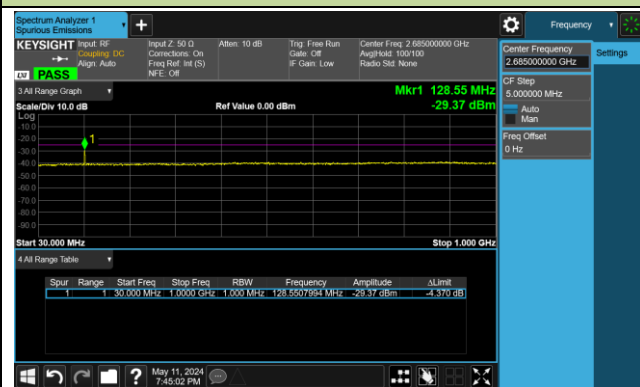 Spectrum Analyzer 1
Spurious Emissions
Frequency
KEYSIGHT
Input: RF
Coupling: DC
Align: Auto
Input Z: 50 Ω
Corrections: On
Freq Ref: Int (S)
NFE: Off
Atten: 10 dB
Trig: Free Run
Gate: Off
IF Gain: Low
Center Freq: 2.685000000 GHz
Avg|Hold: 100/100
Radio Std: None
PASS
Center Frequency
2.685000000 GHz
Settings
CF Step
5.000000 MHz
Auto
Man
Freq Offset
0 Hz
3 All Range Graph
Mkr1 128.55 MHz
Scale/Div 10.0 dB
Ref Value 0.00 dBm
-29.37 dBm
Log
-10.0
-20.0
1
-30.0
-40.0
-50.0
-60.0
-70.0
-80.0
-90.0
Start 30.000 MHz
Stop 1.000 GHz
4 All Range Table
Spur Range Start Freq Stop Freq RBW Frequency Amplitude ΔLimit
1 1 30.000 MHz 1.0000 GHz 1.000 MHz 128.5507994 MHz -29.37 dBm -4.370 dB
?
May 11, 2024
7:45:02 PM